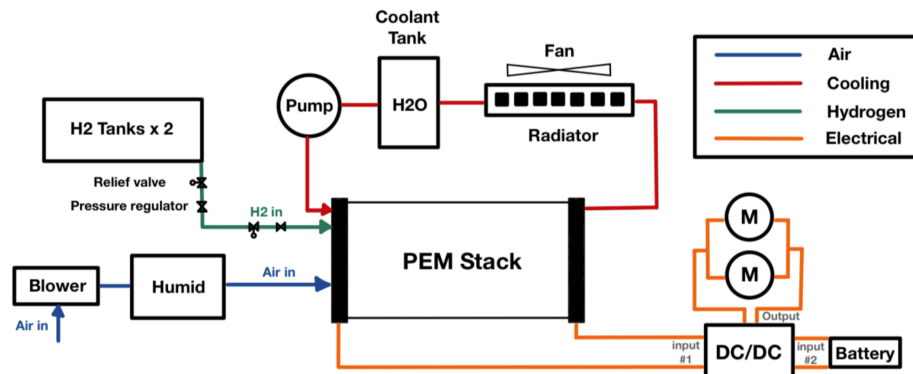 Coolant
Tank
Fan
Air
Cooling
Hydrogen
Electrical
Pump
H2O
H2 Tanks x 2
Radiator
Relief valve
Pressure regulator
H2 in
M
M
PEM Stack
Blower
Humid
Air in
Air in
Output
input
#1
DC/DC
input
#2
Battery